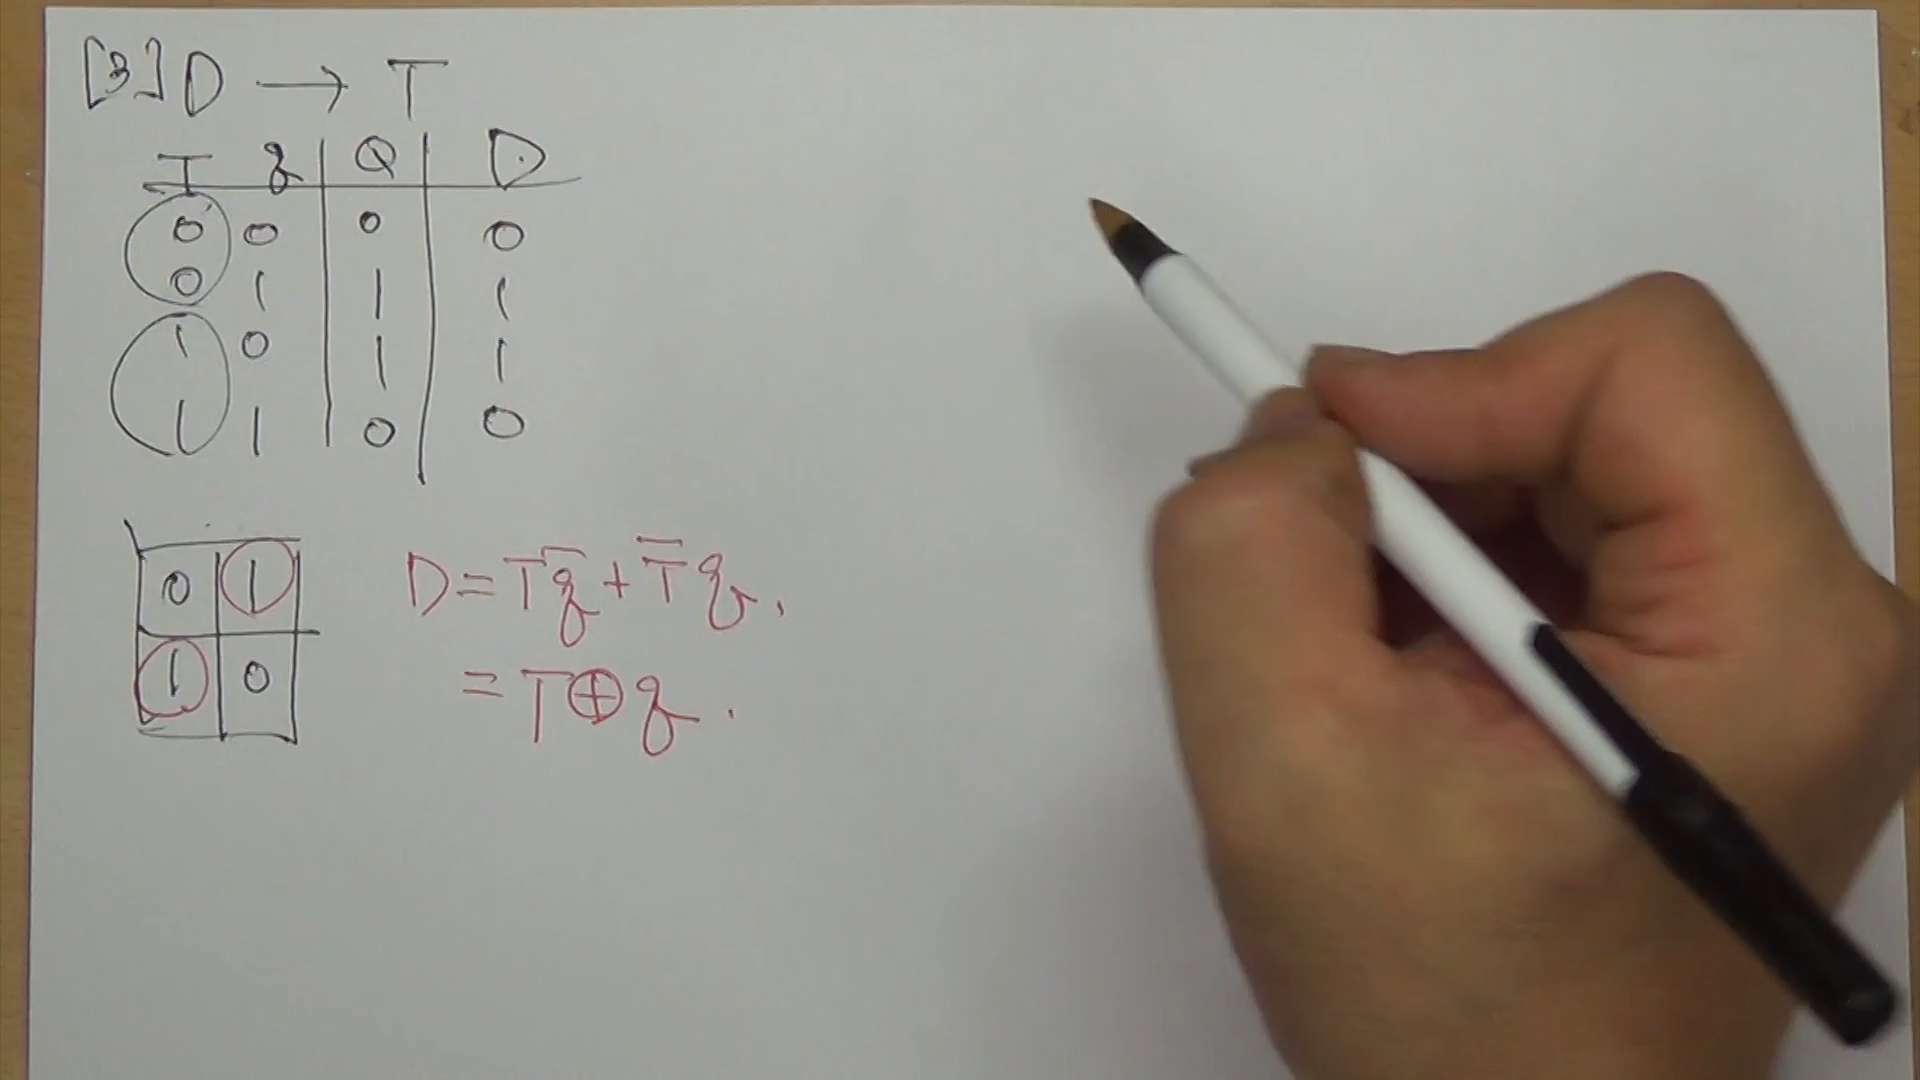 [3] D → T
T q Q D
0 0 0 0
0 1 1 1
1 0 1 1
1 1 0 0
0 1 D = Tq̅ + T̅q.
= T⊕q.
1 0